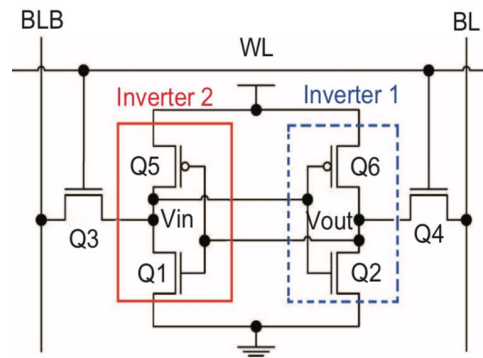 BLB
BL
WL
Inverter 2
Inverter 1
Q5
Q6
Vin
Vout
Q3
Q4
Q1
Q2